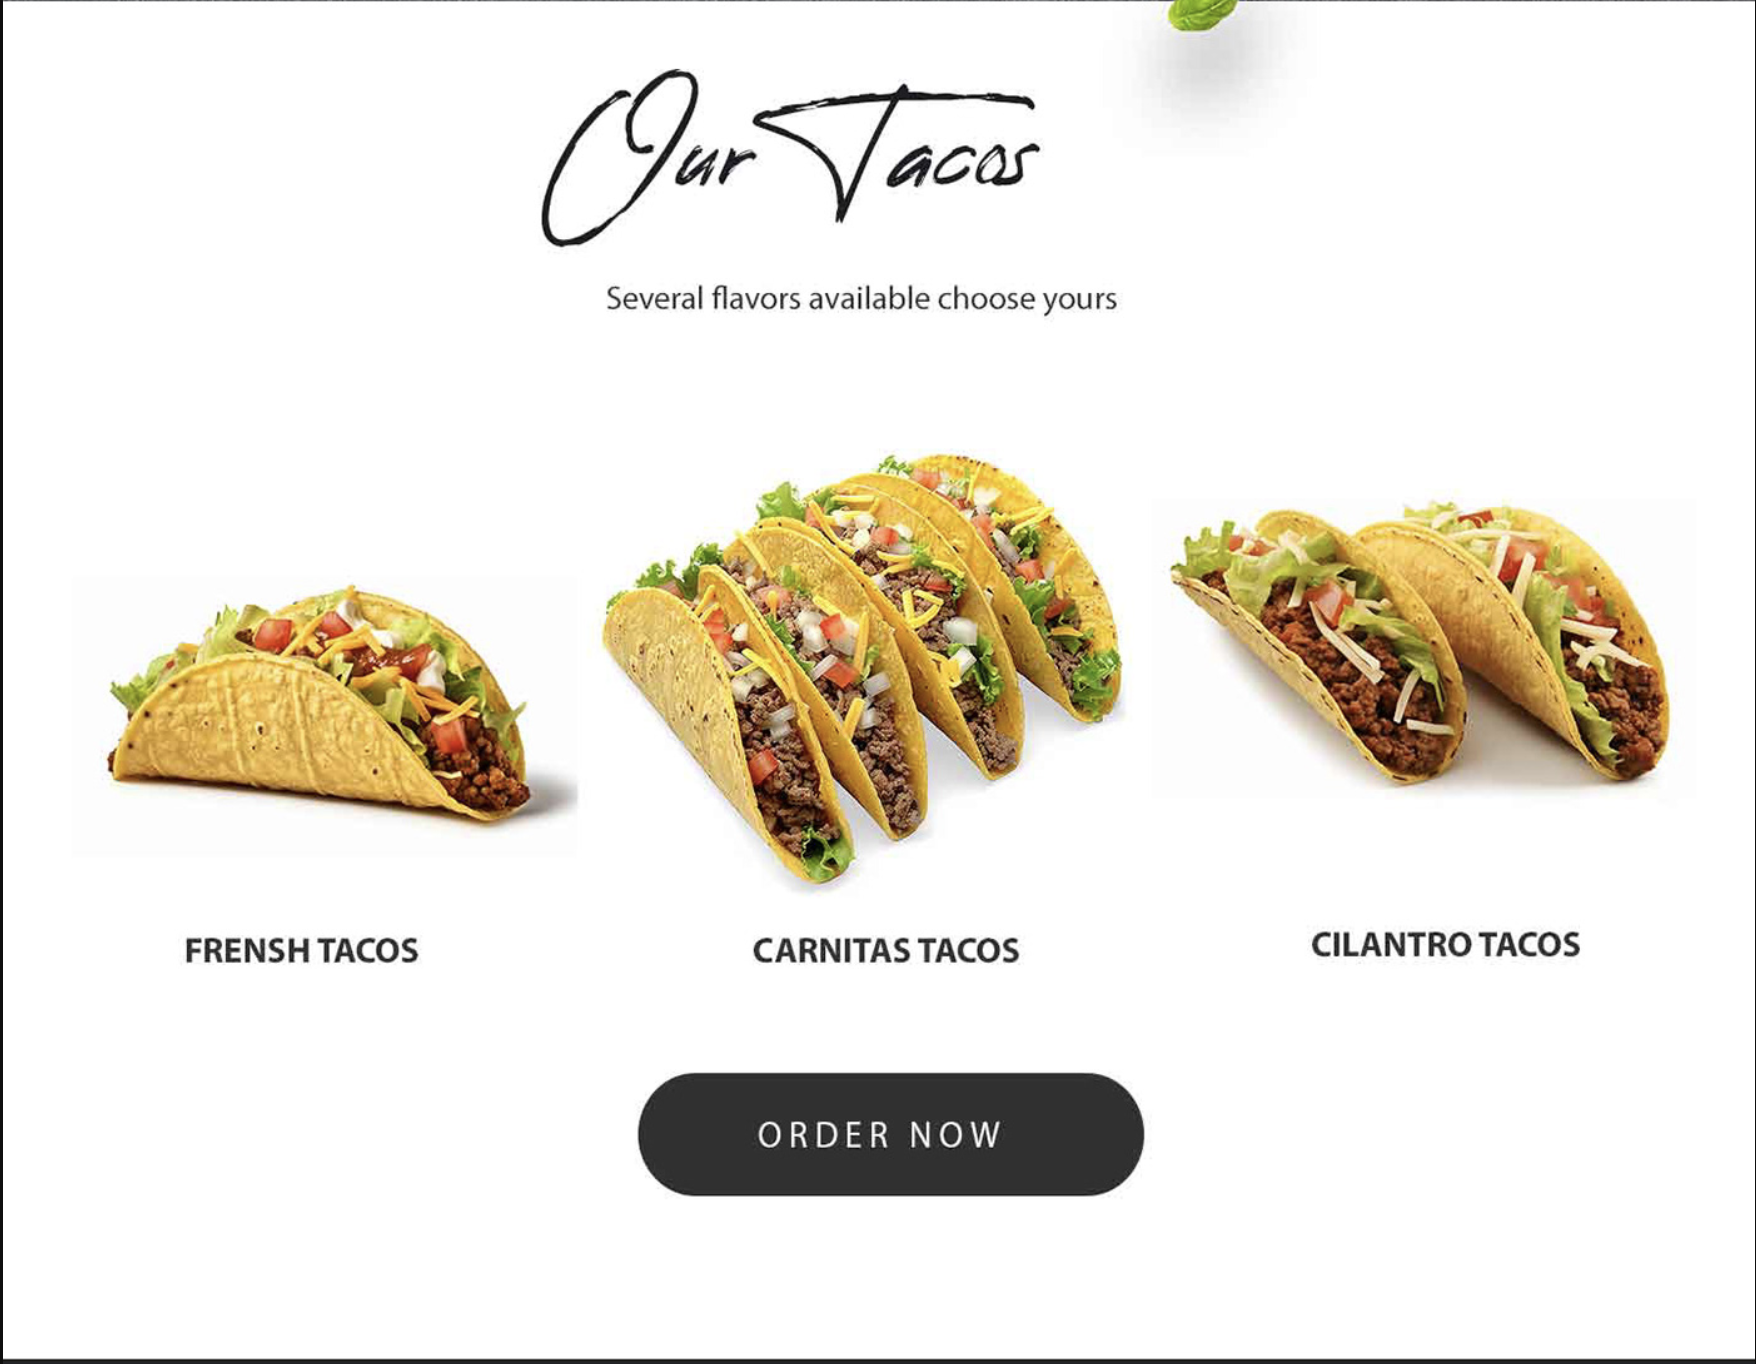 Our Tacos
Several flavors available choose yours
FRENSH TACOS
CARNITAS TACOS
CILANTRO TACOS
ORDER NOW